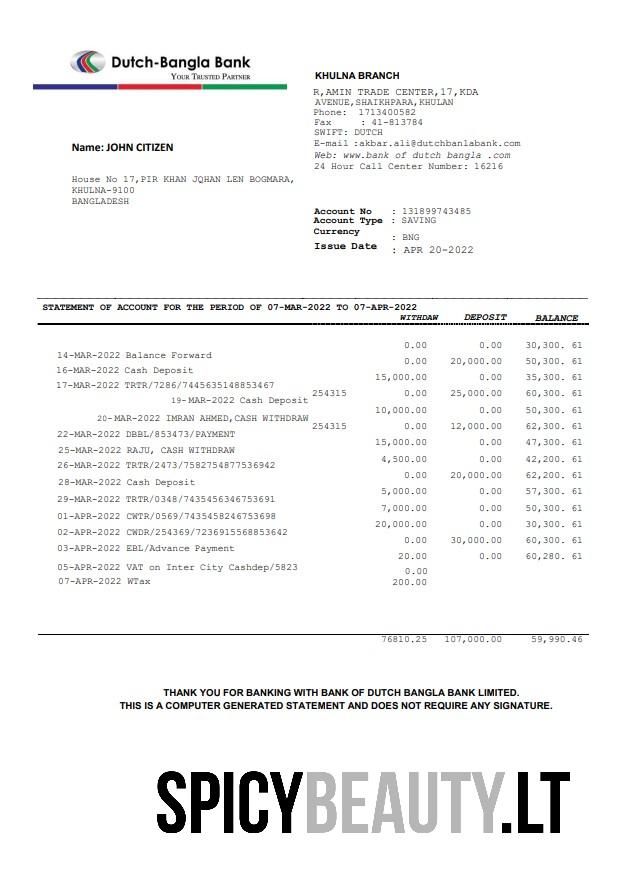 Dutch-Bangla Bank
YOUR TRUSTED PARTNER
KHULNA BRANCH
R,AMIN TRADE CENTER,17,KDA
AVENUE,SHAIKHPARA,KHULAN
Phone: 1713400582
Fax : 41-813784
SWIFT: DUTCH
E-mail :akbar.ali@dutchbanlabank.com
Web: www.bank of dutch bangla .com
24 Hour Call Center Number: 16216
Name: JOHN CITIZEN
House No 17,PIR KHAN JQHAN LEN BOGMARA,
KHULNA-9100
BANGLADESH
Account No : 131899743485
Account Type : SAVING
Currency : BNG
Issue Date : APR 20-2022
STATEMENT OF ACCOUNT FOR THE PERIOD OF 07-MAR-2022 TO 07-APR-2022
WITHDAW DEPOSIT BALANCE
0.00 0.00 30,300. 61
14-MAR-2022 Balance Forward
0.00 20,000.00 50,300. 61
16-MAR-2022 Cash Deposit
15,000.00 0.00 35,300. 61
17-MAR-2022 TRTR/7286/7445635148853467
254315 0.00 25,000.00 60,300. 61
19-MAR-2022 Cash Deposit
10,000.00 0.00 50,300. 61
20-MAR-2022 IMRAN AHMED,CASH WITHDRAW
254315 0.00 12,000.00 62,300. 61
22-MAR-2022 DBBL/853473/PAYMENT
15,000.00 0.00 47,300. 61
25-MAR-2022 RAJU, CASH WITHDRAW
4,500.00 0.00 42,200. 61
26-MAR-2022 TRTR/2473/7582754877536942
0.00 20,000.00 62,200. 61
28-MAR-2022 Cash Deposit
5,000.00 0.00 57,300. 61
29-MAR-2022 TRTR/0348/7435456346753691
7,000.00 0.00 50,300. 61
01-APR-2022 CWTR/0569/7435458246753698
20,000.00 0.00 30,300. 61
02-APR-2022 CWDR/254369/7236915568853642
0.00 30,000.00 60,300. 61
03-APR-2022 EBL/Advance Payment
20.00 0.00 60,280. 61
05-APR-2022 VAT on Inter City Cashdep/5823
0.00
07-APR-2022 WTax 200.00
76810.25 107,000.00 59,990.46
THANK YOU FOR BANKING WITH BANK OF DUTCH BANGLA BANK LIMITED.
THIS IS A COMPUTER GENERATED STATEMENT AND DOES NOT REQUIRE ANY SIGNATURE.
SPICYBEAUTY.LT